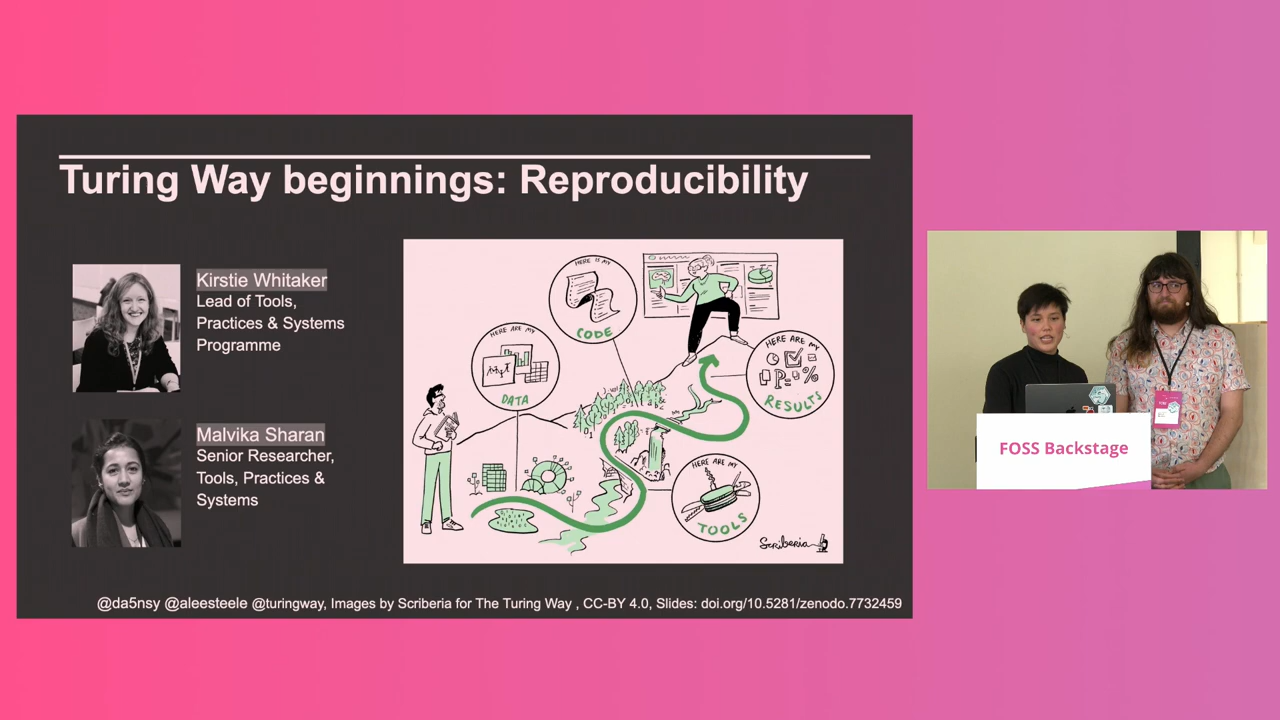 Turing Way beginnings: Reproducibility
Kirstie Whitaker
Lead of Tools,
Practices & Systems
Programme
Malvika Sharan
Senior Researcher,
Tools, Practices &
Systems
HERE IS MY
CODE
HERE ARE MY
DATA
HERE ARE MY
RESULTS
HERE ARE MY
TOOLS
Scriberia
@da5nsy @aleesteele @turingway, Images by Scriberia for The Turing Way , CC-BY 4.0, Slides: doi.org/10.5281/zenodo.7732459
FOSS Backstage